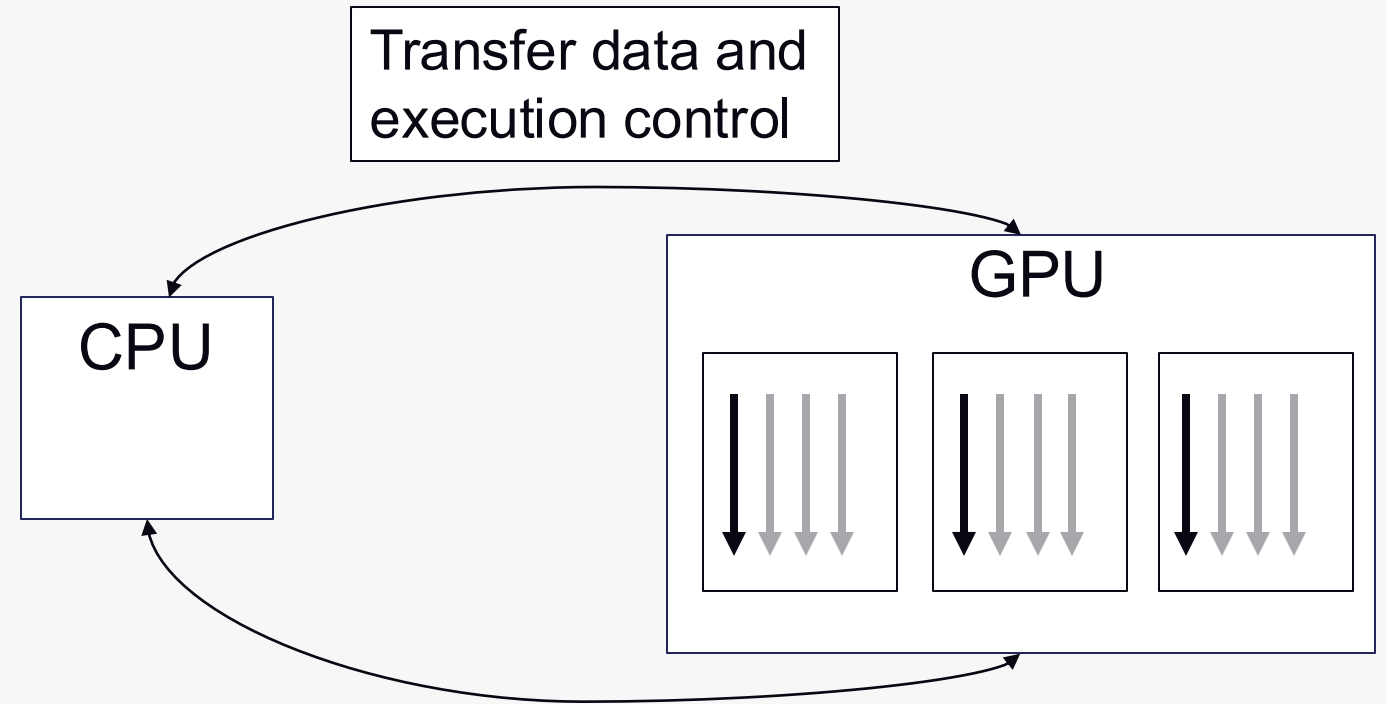 Transfer data and
execution control
GPU
CPU